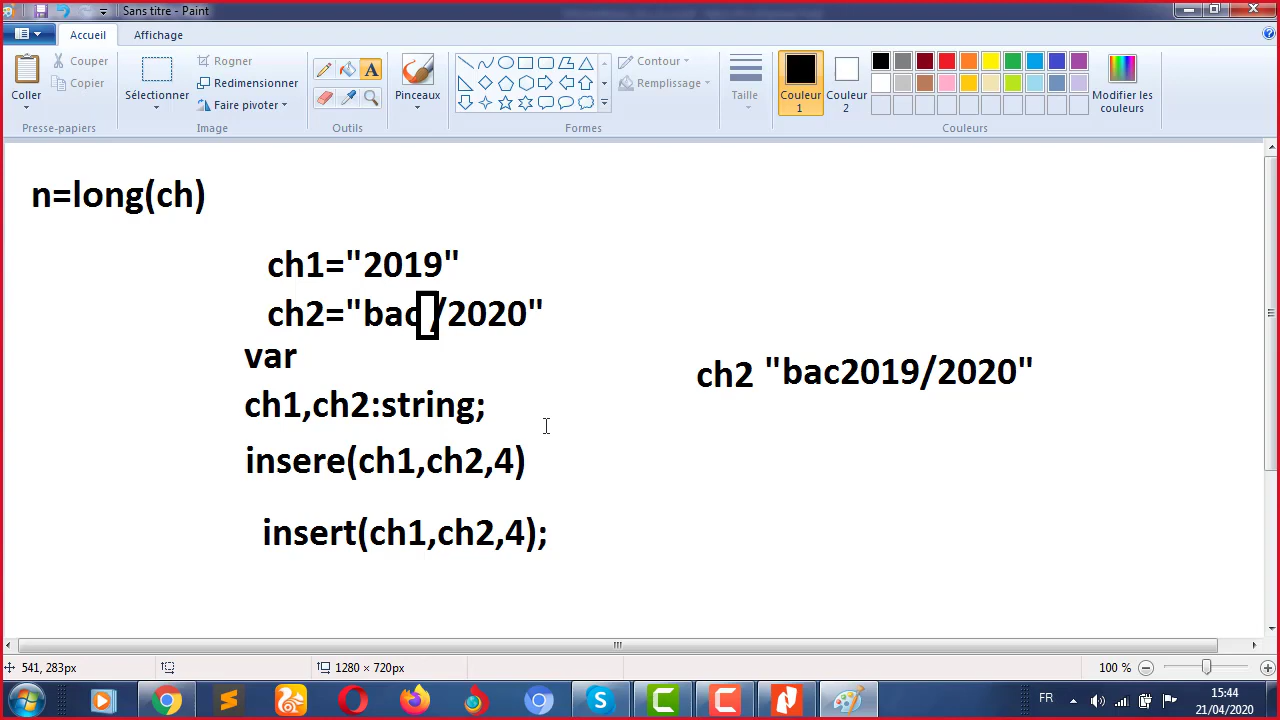 Sans titre - Paint
Accueil
Affichage
Coller
Couper
Copier
Presse-papiers
Sélectionner
Rogner
Redimensionner
Faire pivoter
Image
Outils
Pinceaux
Contour
Remplissage
Formes
Taille
Couleur 1
Couleur 2
Modifier les couleurs
Couleurs
n=long(ch)
ch1="2019"
ch2="bac /2020"
var
ch1,ch2:string;
insere(ch1,ch2,4)
insert(ch1,ch2,4);
ch2 "bac2019/2020"
541, 283px
1280 × 720px
100 %
FR
15:44
21/04/2020